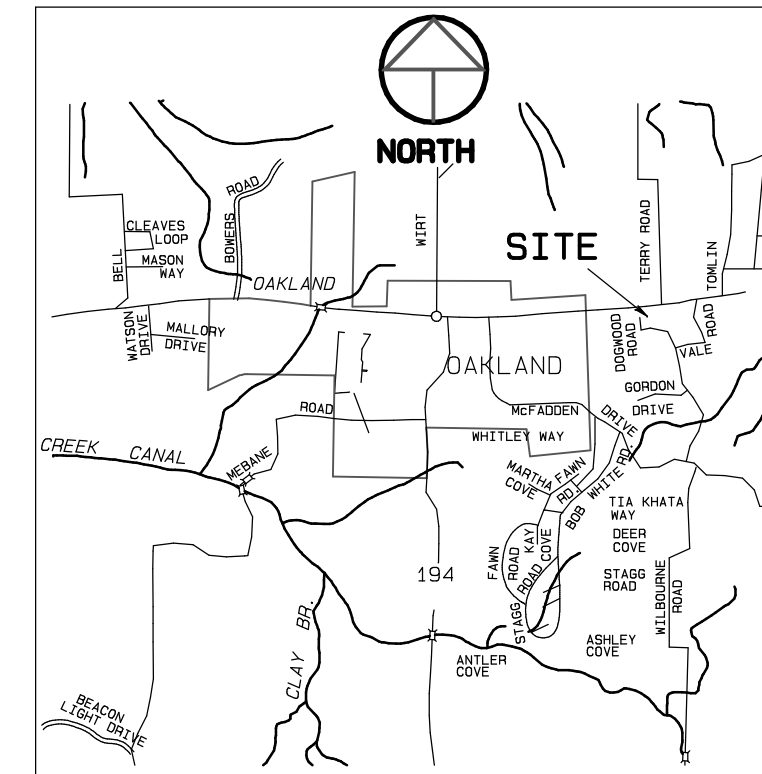 NORTH
ROAD
BOWERS
WIRT
SITE
TERRY ROAD
TOMLIN
ROAD
CLEAVES
LOOP
BELL
MASON
WAY
OAKLAND
WATSON
DRIVE
MALLORY
DRIVE
OAKLAND
DOGWOOD
ROAD
VALE
GORDON
DRIVE
ROAD
McFADDEN
DRIVE
WHITLEY WAY
CREEK CANAL
MEBANE
MARTHA
COVE
FAWN
RD.
BOB WHITE RD.
TIA KHATA
WAY
DEER
COVE
FAWN
ROAD
KAY
COVE
STAGG ROAD
194
STAGG
ROAD
WILBOURNE
ROAD
ASHLEY
COVE
ANTLER
COVE
CLAY BR.
BEACON
LIGHT DRIVE